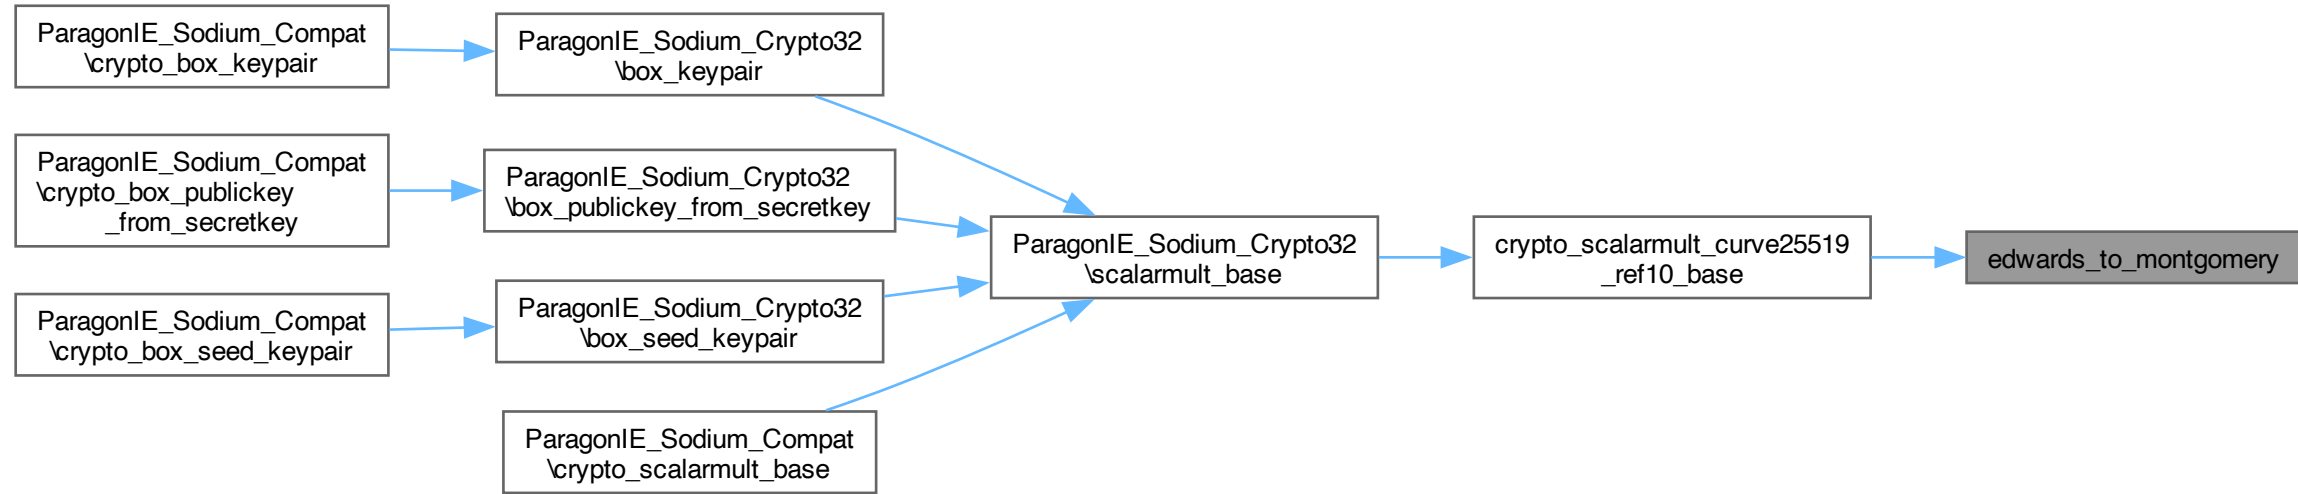 ParagonIE_Sodium_Compat
\crypto_box_keypair
ParagonIE_Sodium_Crypto32
\box_keypair
ParagonIE_Sodium_Compat
\crypto_box_publickey
_from_secretkey
ParagonIE_Sodium_Crypto32
\box_publickey_from_secretkey
ParagonIE_Sodium_Crypto32
\scalarmult_base
crypto_scalarmult_curve25519
_ref10_base
edwards_to_montgomery
ParagonIE_Sodium_Compat
\crypto_box_seed_keypair
ParagonIE_Sodium_Crypto32
\box_seed_keypair
ParagonIE_Sodium_Compat
\crypto_scalarmult_base